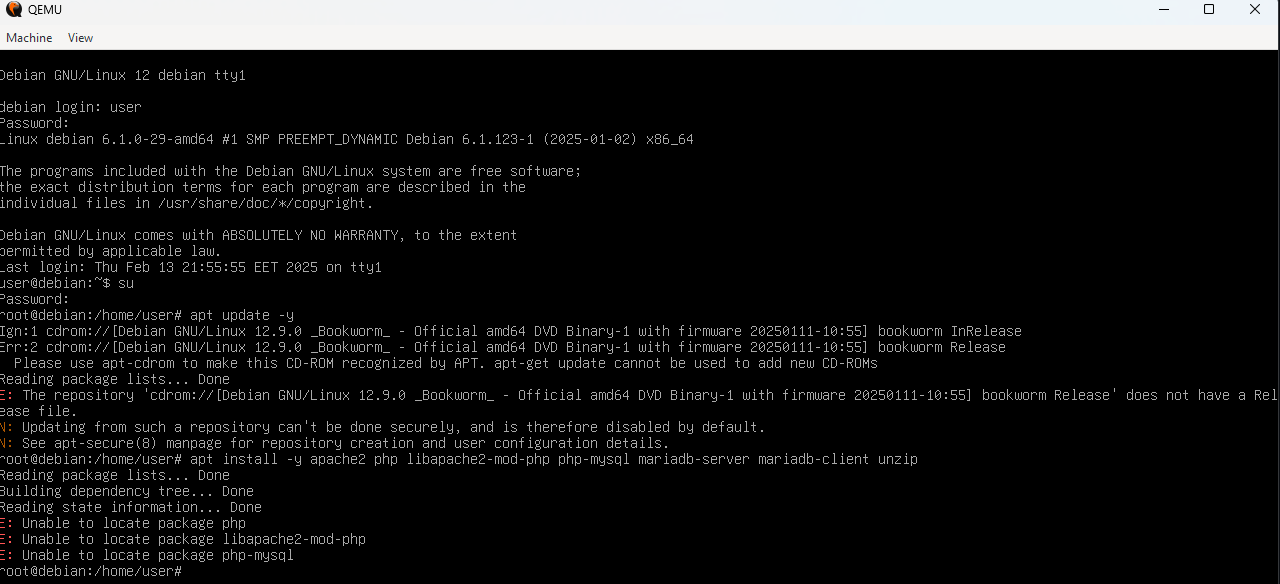 QEMU
Machine View
Debian GNU/Linux 12 debian tty1
debian login: user
Password:
Linux debian 6.1.0-29-amd64 #1 SMP PREEMPT_DYNAMIC Debian 6.1.123-1 (2025-01-02) x86_64
The programs included with the Debian GNU/Linux system are free software;
the exact distribution terms for each program are described in the
individual files in /usr/share/doc/*/copyright.
Debian GNU/Linux comes with ABSOLUTELY NO WARRANTY, to the extent
permitted by applicable law.
Last login: Thu Feb 13 21:55:55 EET 2025 on tty1
user@debian:~$ su
Password:
root@debian:/home/user# apt update -y
Ign:1 cdrom://[Debian GNU/Linux 12.9.0 _Bookworm_ - Official amd64 DVD Binary-1 with firmware 20250111-10:55] bookworm InRelease
Err:2 cdrom://[Debian GNU/Linux 12.9.0 _Bookworm_ - Official amd64 DVD Binary-1 with firmware 20250111-10:55] bookworm Release
Please use apt-cdrom to make this CD-ROM recognized by APT. apt-get update cannot be used to add new CD-ROMs
Reading package lists... Done
E: The repository 'cdrom://[Debian GNU/Linux 12.9.0 _Bookworm_ - Official amd64 DVD Binary-1 with firmware 20250111-10:55] bookworm Release' does not have a Rel
ease file.
N: Updating from such a repository can't be done securely, and is therefore disabled by default.
N: See apt-secure(8) manpage for repository creation and user configuration details.
root@debian:/home/user# apt install -y apache2 php libapache2-mod-php php-mysql mariadb-server mariadb-client unzip
Reading package lists... Done
Building dependency tree... Done
Reading state information... Done
E: Unable to locate package php
E: Unable to locate package libapache2-mod-php
E: Unable to locate package php-mysql
root@debian:/home/user#